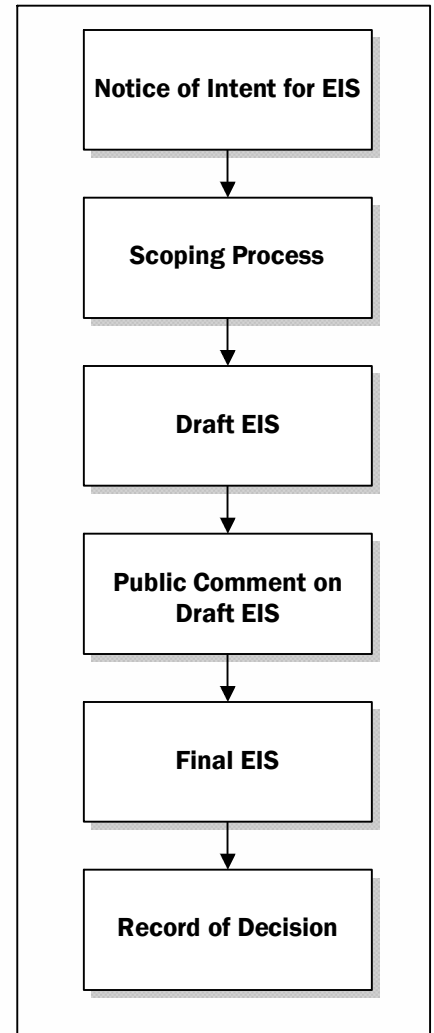 Notice of Intent for EIS
Scoping Process
Draft EIS
Public Comment on
Draft EIS
Final EIS
Record of Decision